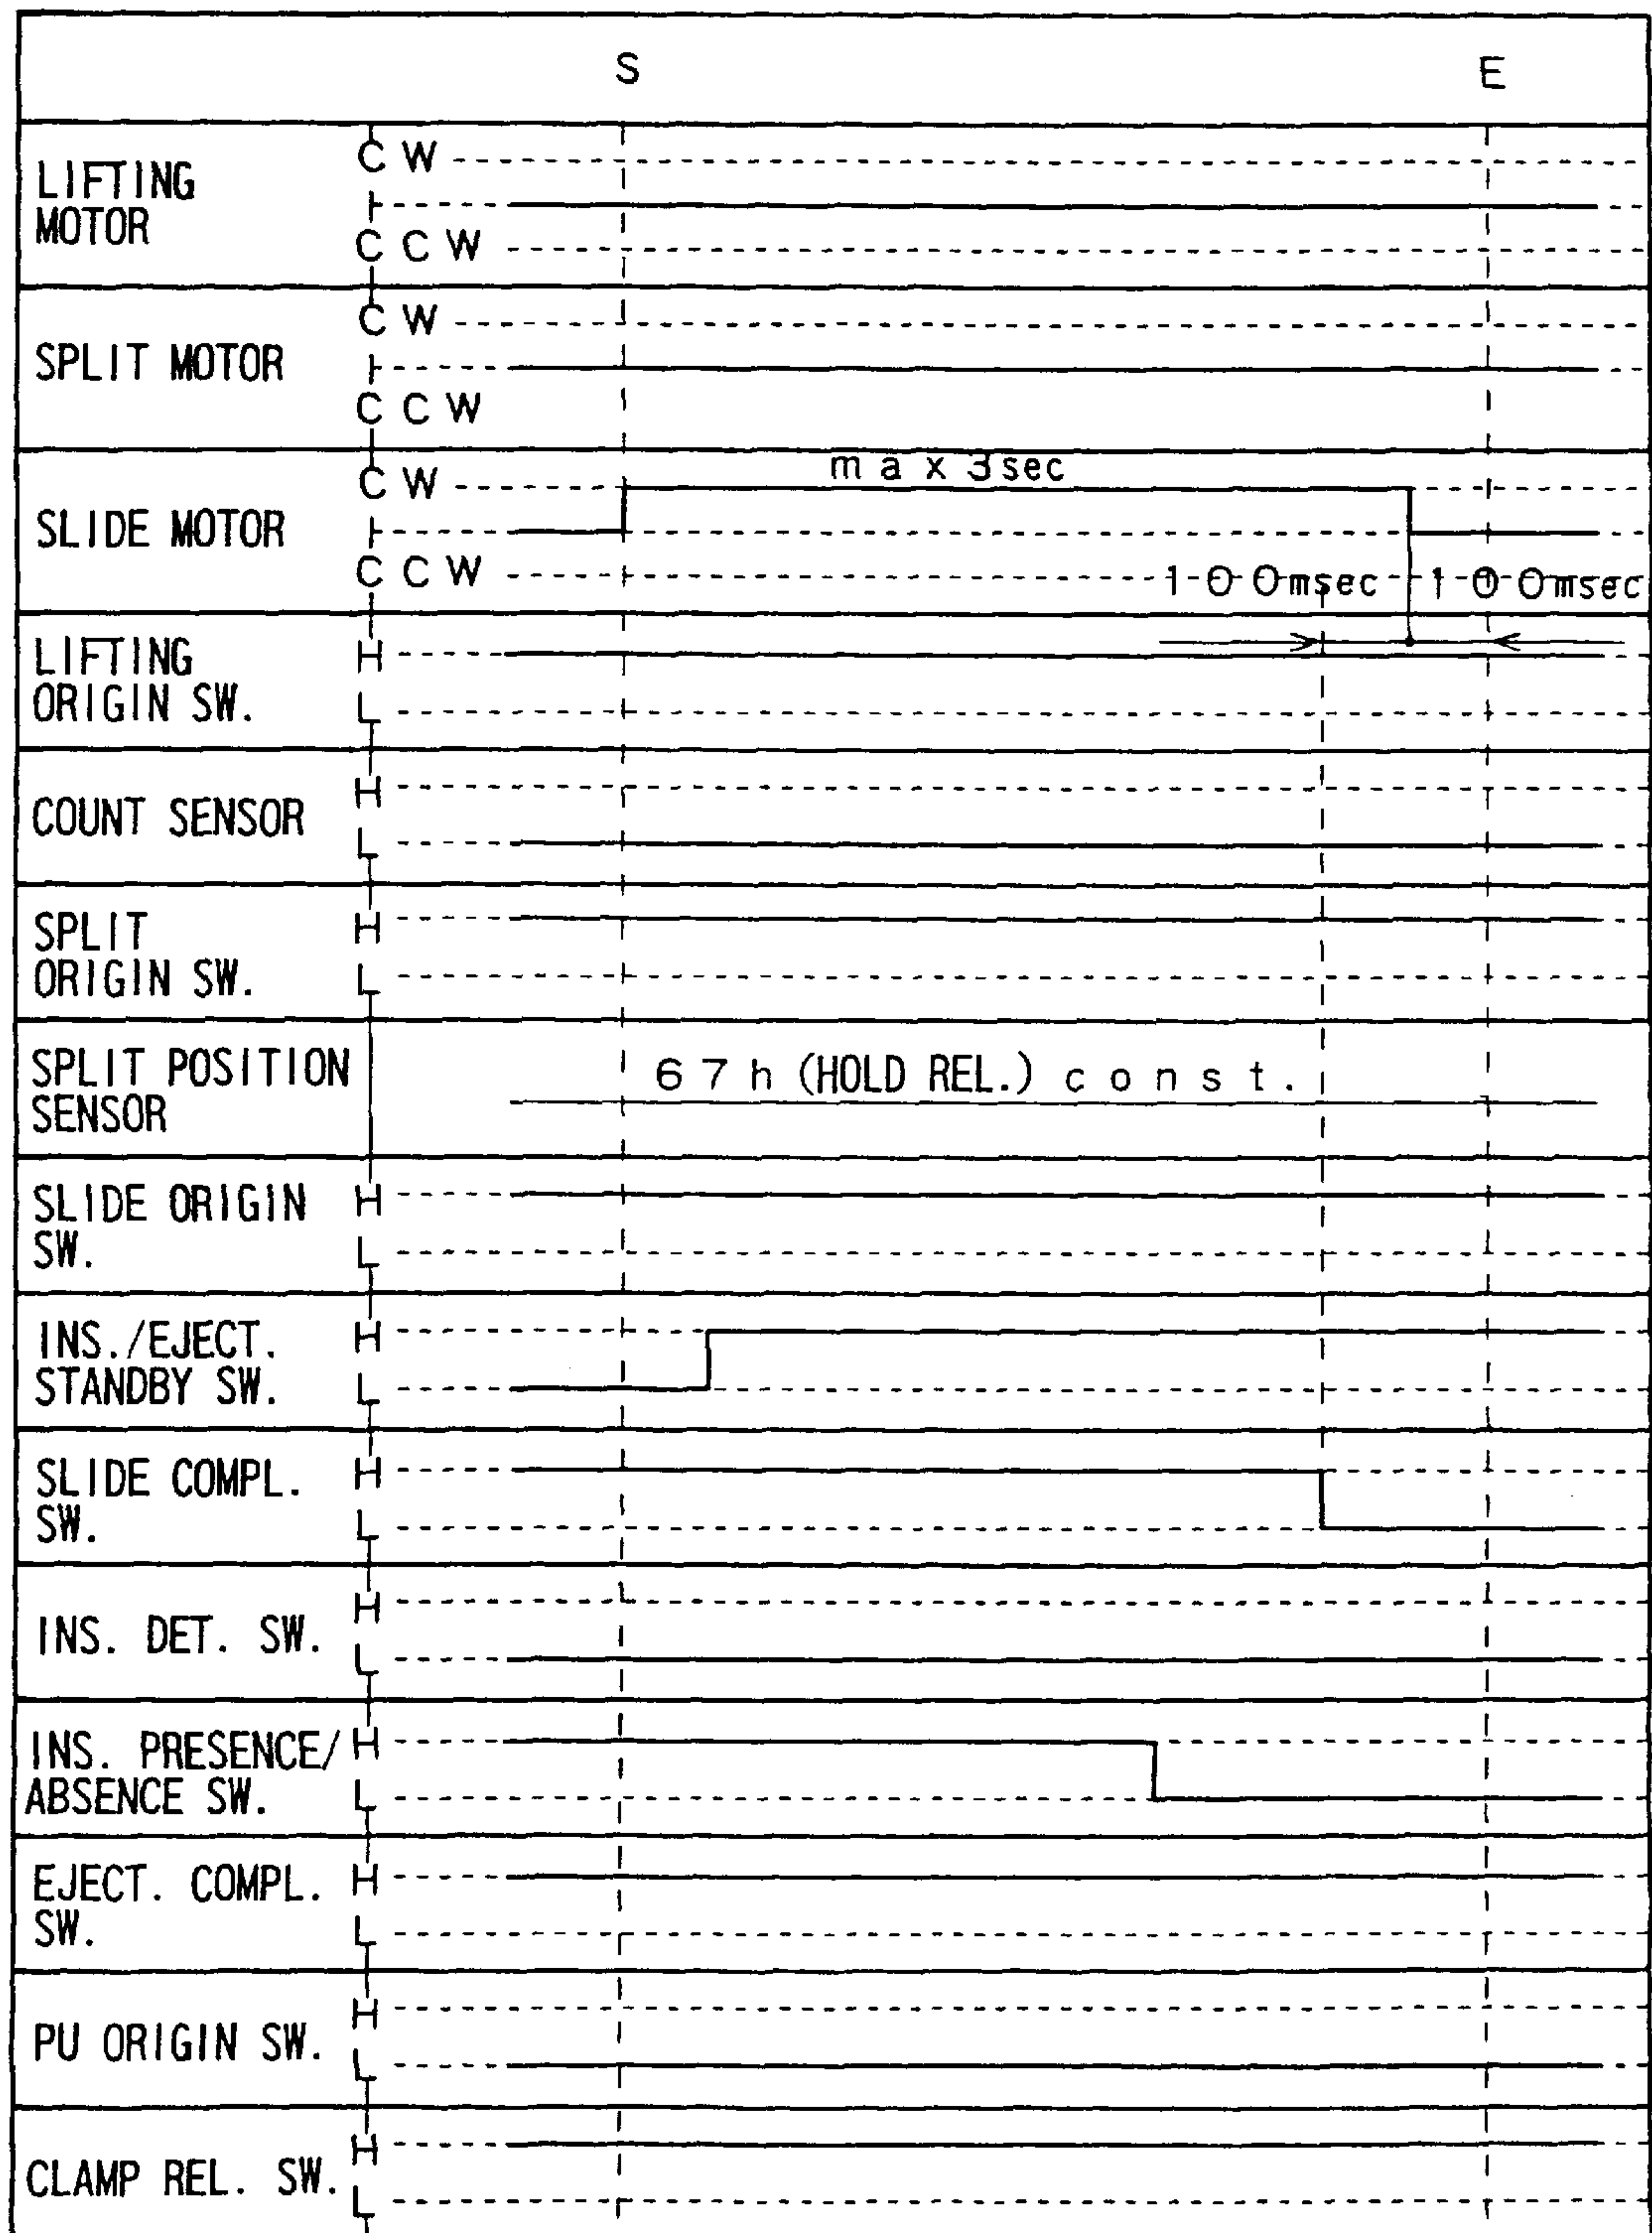 S E
LIFTING
MOTOR
CW
CCW
SPLIT MOTOR
CW
CCW
SLIDE MOTOR
CW
CCW
max 3sec
100msec 100msec
LIFTING
ORIGIN SW.
H
L
COUNT SENSOR
H
L
SPLIT
ORIGIN SW.
H
L
SPLIT POSITION
SENSOR
67h (HOLD REL.) const.
SLIDE ORIGIN
SW.
H
L
INS./EJECT.
STANDBY SW.
H
L
SLIDE COMPL.
SW.
H
L
INS. DET. SW.
H
L
INS. PRESENCE/
ABSENCE SW.
H
L
EJECT. COMPL.
SW.
H
L
PU ORIGIN SW.
H
L
CLAMP REL. SW.
H
L